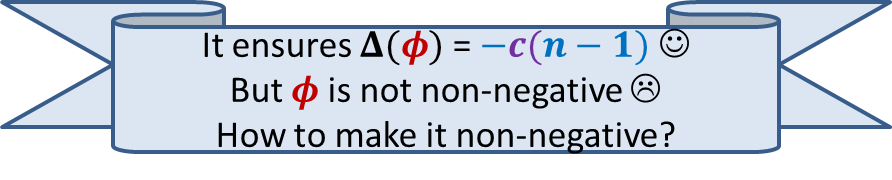 It ensures Δ(ϕ) = −c(n − 1) ☺
But ϕ is not non-negative ☹
How to make it non-negative?